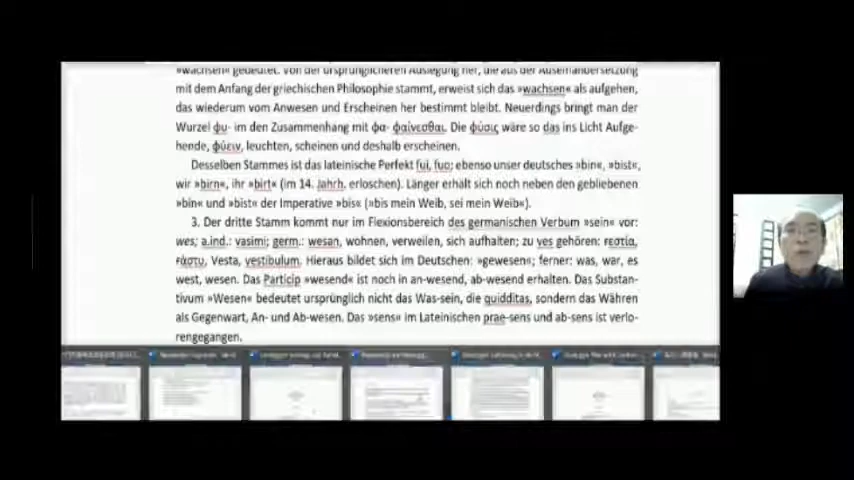 »wachsen« gedeutet. Von der ursprünglicheren Auslegung her, die aus der Auseinandersetzung
mit dem Anfang der griechischen Philosophie stammt, erweist sich das »wachsen« als aufgehen,
das wiederum vom Anwesen und Erscheinen her bestimmt bleibt. Neuerdings bringt man der
Wurzel φυ- im den Zusammenhang mit φα- φαίνεσθαι. Die φύσις wäre so das ins Licht Aufge-
hende, φύειν, leuchten, scheinen und deshalb erscheinen.
Desselben Stammes ist das lateinische Perfekt fui, fuo; ebenso unser deutsches »bin«, »bist«,
wir »birn«, ihr »birt« (im 14. Jahrh. erloschen). Länger erhält sich noch neben den gebliebenen
»bin« und »bist« der Imperative »bis« (»bis mein Weib, sei mein Weib«).
3. Der dritte Stamm kommt nur im Flexionsbereich des germanischen Verbum »sein« vor:
wes; a.ind.: vasimi; germ.: wesan, wohnen, verweilen, sich aufhalten; zu ves gehören: ϝεστία,
ϝάστυ, Vesta, vestibulum. Hieraus bildet sich im Deutschen: »gewesen«; ferner: was, war, es
west, wesen. Das Particip »wesend« ist noch in an-wesend, ab-wesend erhalten. Das Substan-
tivum »Wesen« bedeutet ursprünglich nicht das Was-sein, die quidditas, sondern das Währen
als Gegenwart, An- und Ab-wesen. Das »sens« im Lateinischen prae-sens und ab-sens ist verlo-
rengegangen.